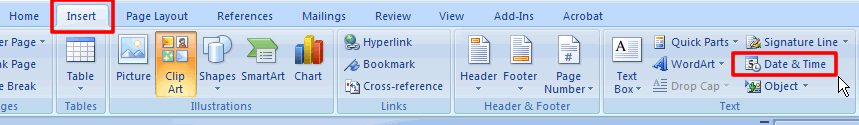 Home Insert Page Layout References Mailings Review View Add-Ins Acrobat
er Page
Page
e Break
ges
Table
Tables
Picture
Clip
Art
Shapes
SmartArt
Chart
Illustrations
Hyperlink
Bookmark
Cross-reference
Links
Header
Footer
Page
Number
Header & Footer
Text
Box
Quick Parts
WordArt
Drop Cap
Signature Line
Date & Time
Object
Text